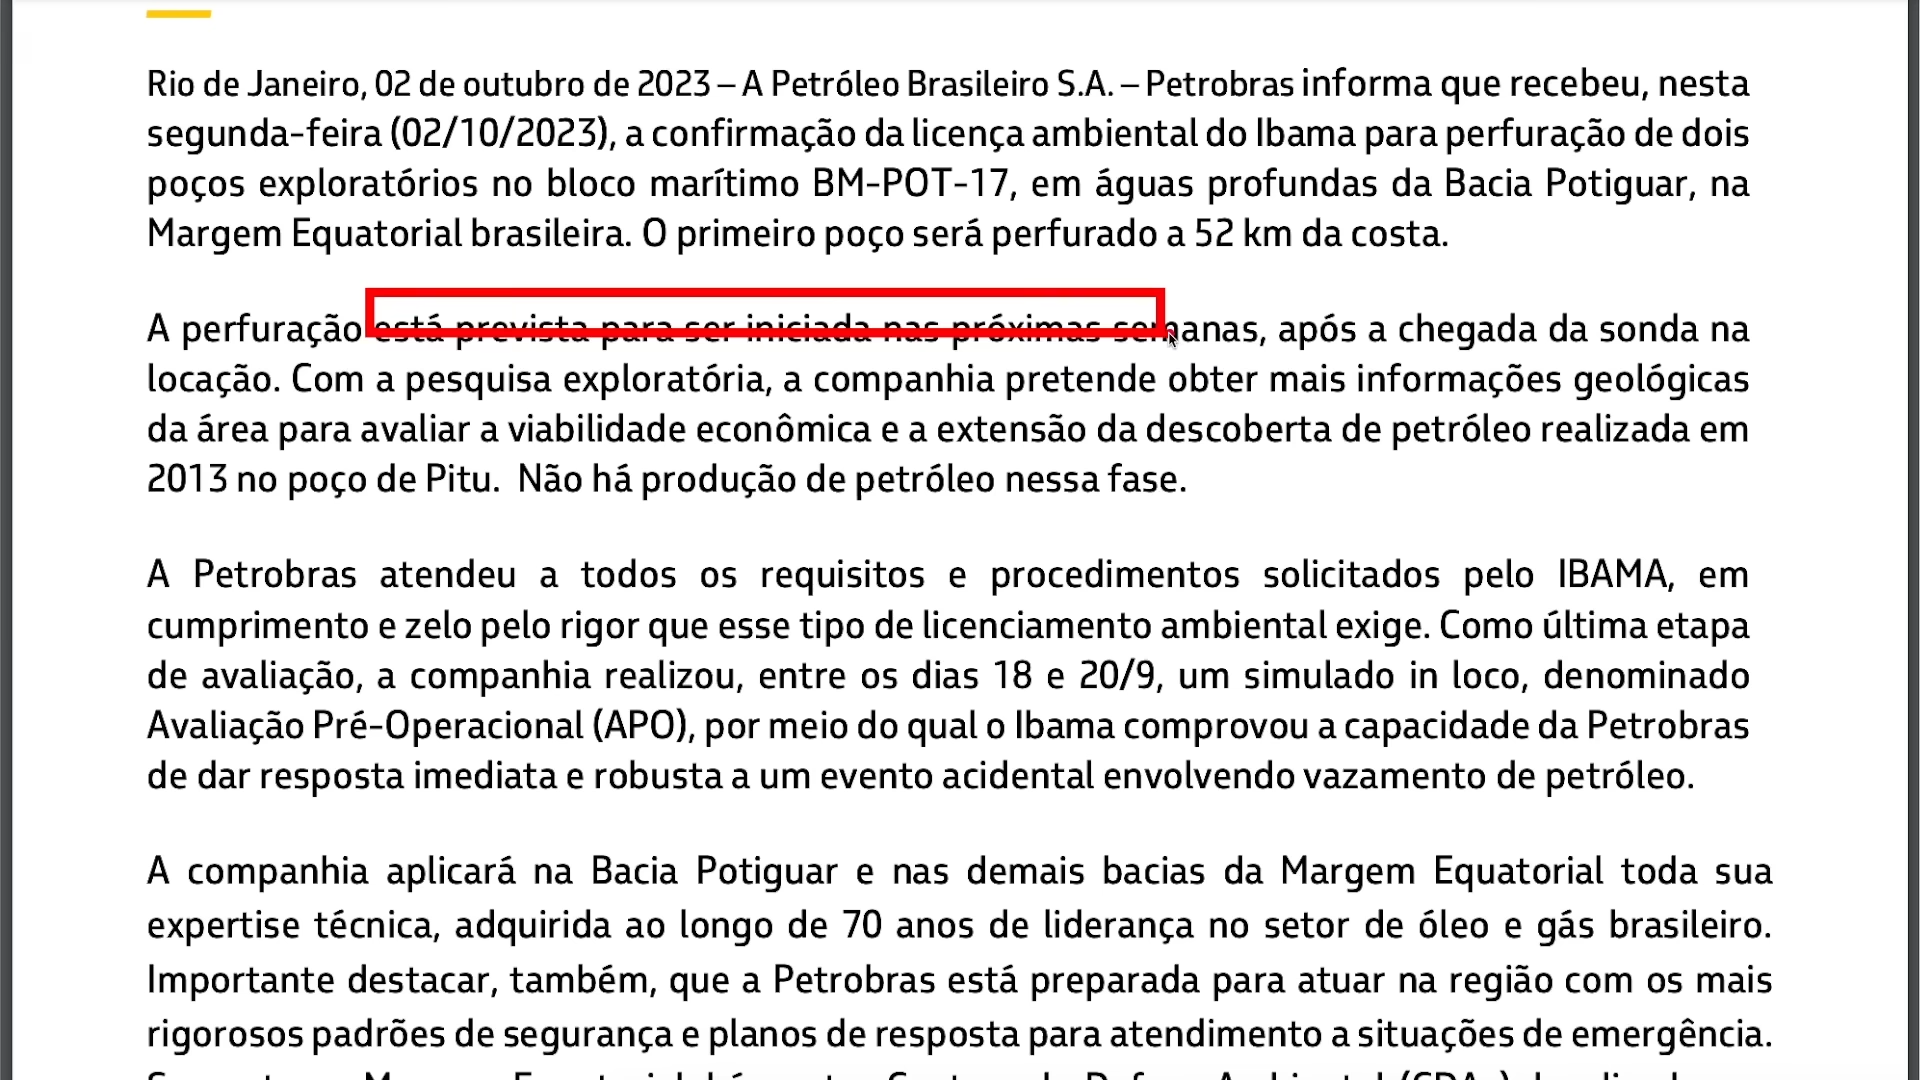 Rio de Janeiro, 02 de outubro de 2023 – A Petróleo Brasileiro S.A. – Petrobras informa que recebeu, nesta
segunda-feira (02/10/2023), a confirmação da licença ambiental do Ibama para perfuração de dois
poços exploratórios no bloco marítimo BM-POT-17, em águas profundas da Bacia Potiguar, na
Margem Equatorial brasileira. O primeiro poço será perfurado a 52 km da costa.
A perfuração está prevista para ser iniciada nas próximas semanas, após a chegada da sonda na
locação. Com a pesquisa exploratória, a companhia pretende obter mais informações geológicas
da área para avaliar a viabilidade econômica e a extensão da descoberta de petróleo realizada em
2013 no poço de Pitu. Não há produção de petróleo nessa fase.
A Petrobras atendeu a todos os requisitos e procedimentos solicitados pelo IBAMA, em
cumprimento e zelo pelo rigor que esse tipo de licenciamento ambiental exige. Como última etapa
de avaliação, a companhia realizou, entre os dias 18 e 20/9, um simulado in loco, denominado
Avaliação Pré-Operacional (APO), por meio do qual o Ibama comprovou a capacidade da Petrobras
de dar resposta imediata e robusta a um evento acidental envolvendo vazamento de petróleo.
A companhia aplicará na Bacia Potiguar e nas demais bacias da Margem Equatorial toda sua
expertise técnica, adquirida ao longo de 70 anos de liderança no setor de óleo e gás brasileiro.
Importante destacar, também, que a Petrobras está preparada para atuar na região com os mais
rigorosos padrões de segurança e planos de resposta para atendimento a situações de emergência.